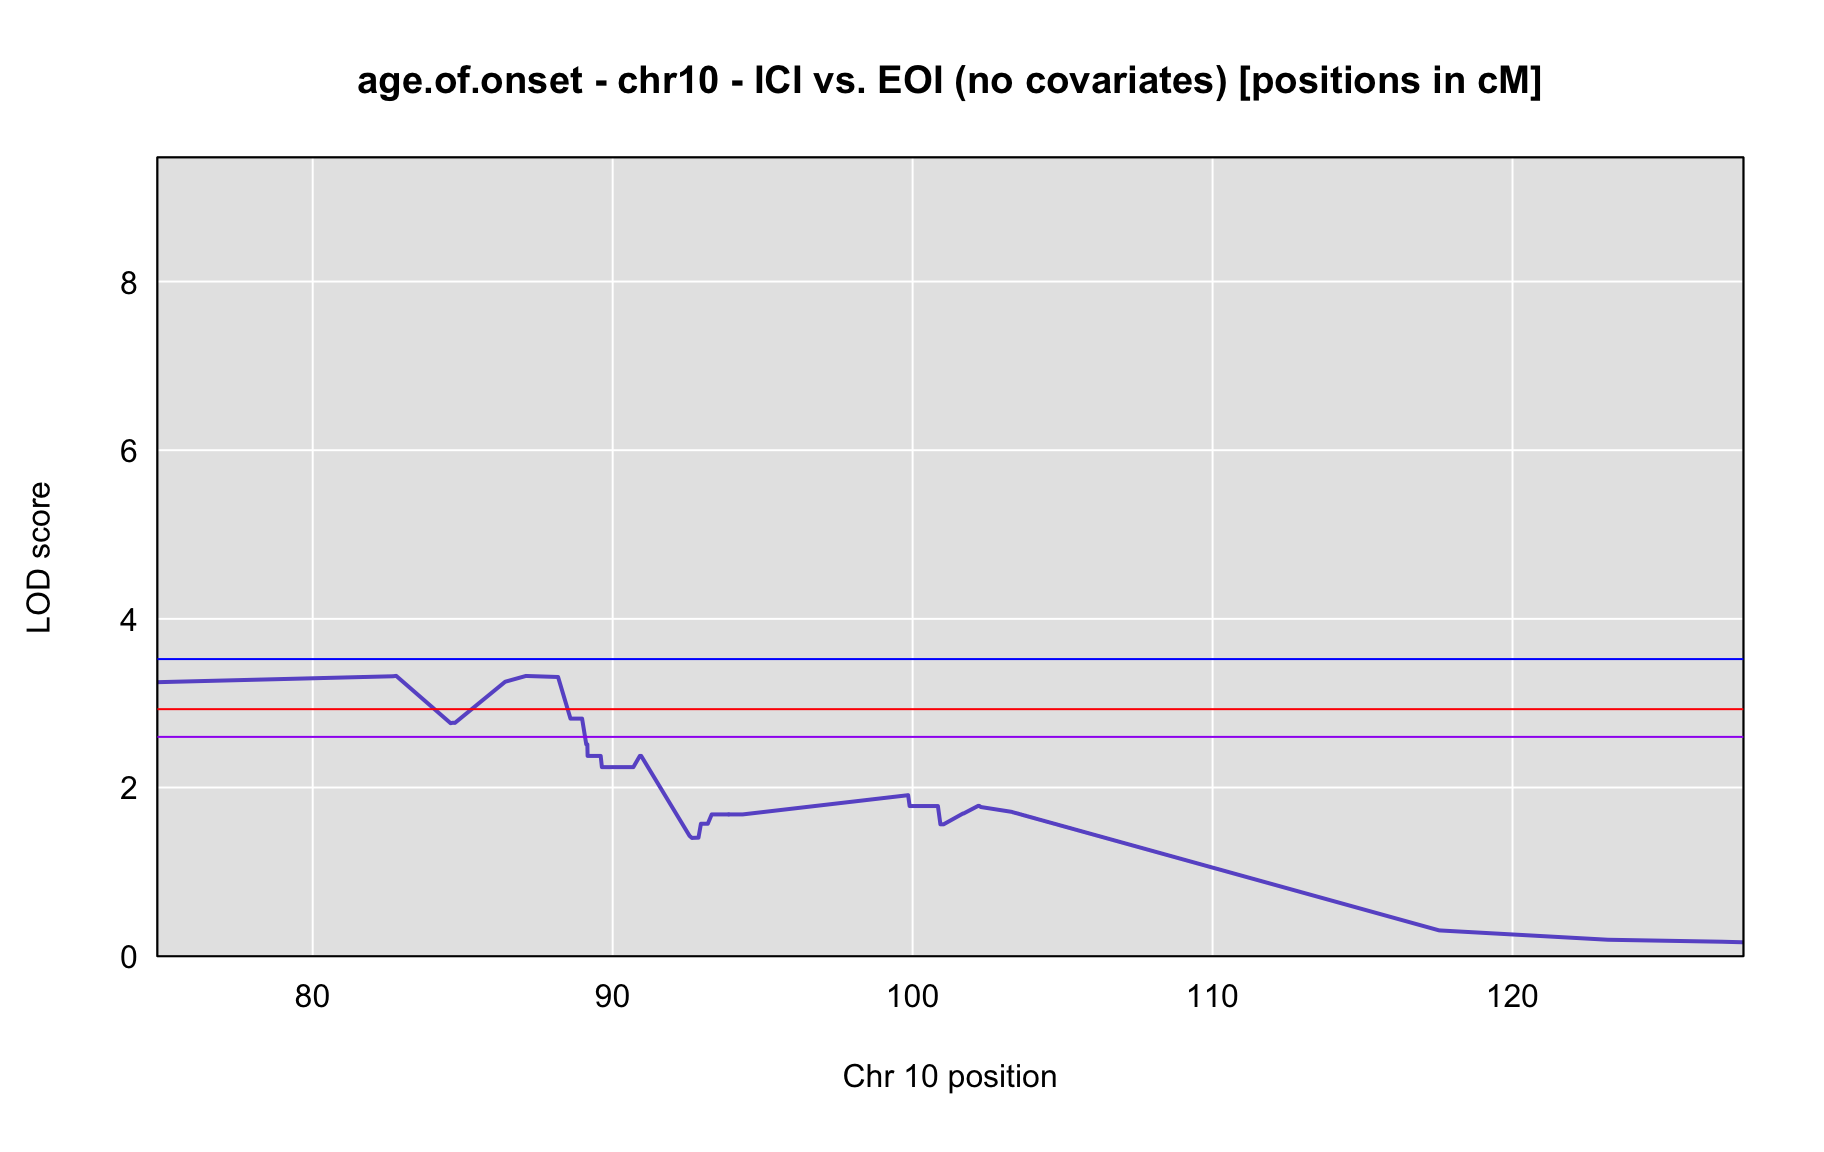 age.of.onset - chr10 - ICI vs. EOI (no covariates) [positions in cM]
8
6
4
2
0
LOD score
80 90 100 110 120
Chr 10 position